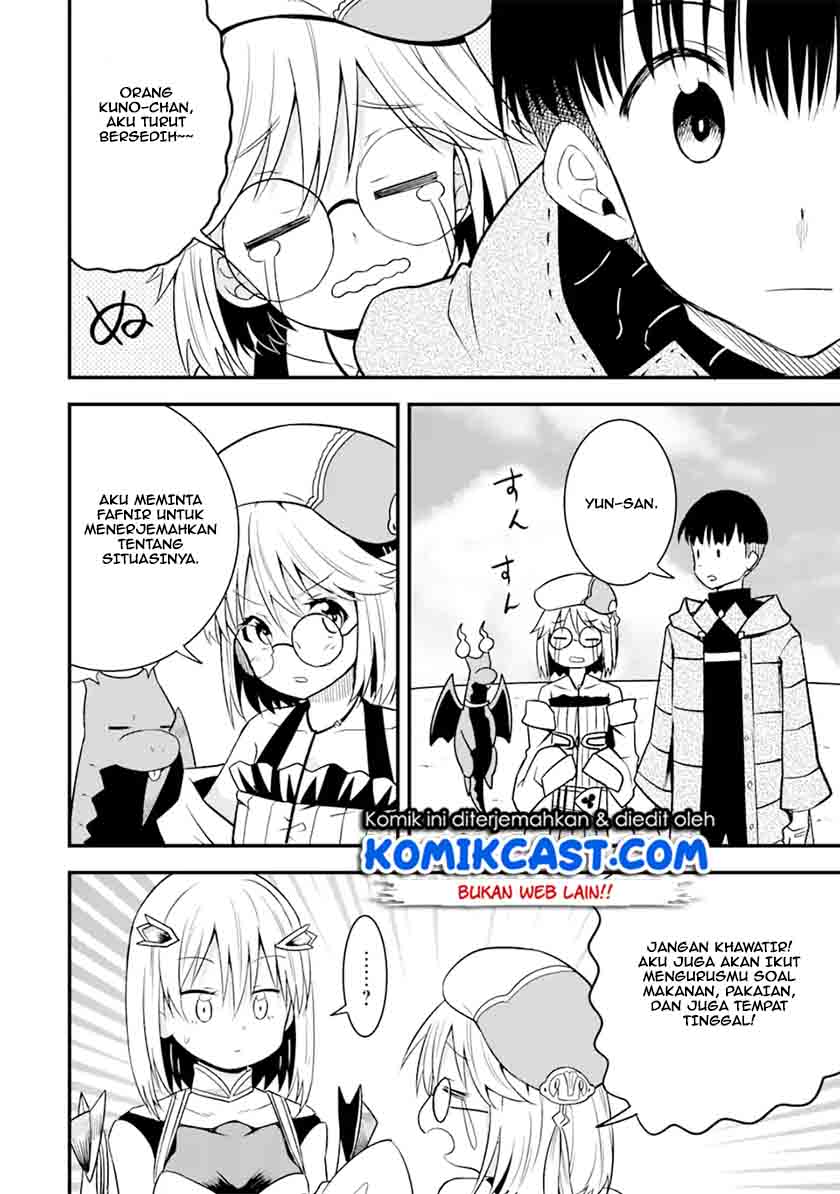 ORANG
KUNO-CHAN,
AKU TURUT
BERSEDIH~~
ぬ
YUN-SAN.
すん
すん
AKU MEMINTA
FAFNIR UNTUK
MENERJEMAHKAN
TENTANG
SITUASINYA.
Komik ini diterjemahkan & diedit oleh
KOMIKCAST.COM
BUKAN WEB LAIN!!
JANGAN KHAWATIR!
AKU JUGA AKAN IKUT
MENGURUSMU SOAL
MAKANAN, PAKAIAN,
DAN JUGA TEMPAT
TINGGAL!
……?